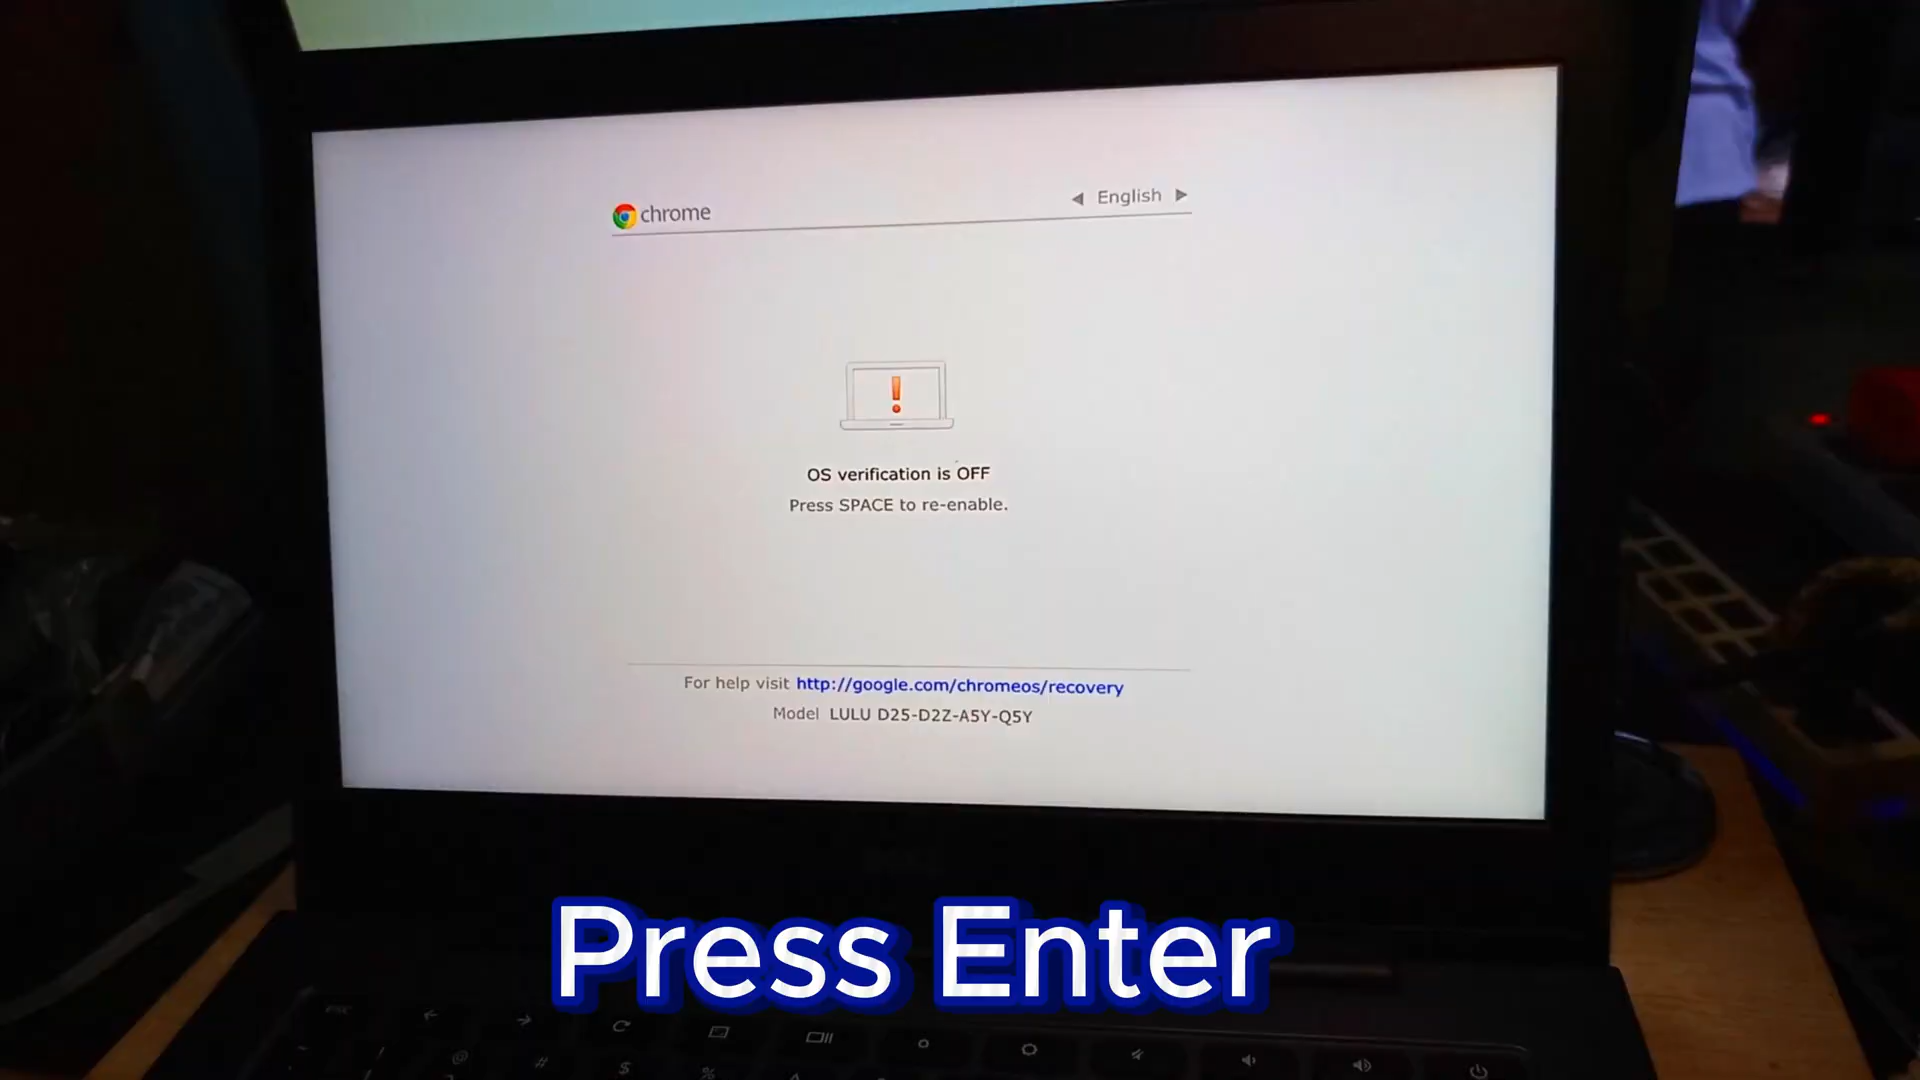 chrome
English
OS verification is OFF
Press SPACE to re-enable.
For help visit http://google.com/chromeos/recovery
Model LULU D25-D2Z-A5Y-Q5Y
Press Enter
esc
@ # $ %